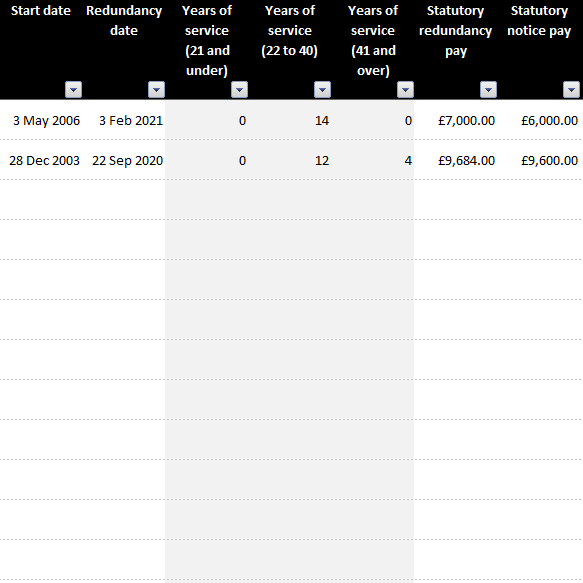 Start date Redundancy date Years of service (21 and under) Years of service (22 to 40) Years of service (41 and over) Statutory redundancy pay Statutory notice pay
3 May 2006 3 Feb 2021 0 14 0 £7,000.00 £6,000.00
28 Dec 2003 22 Sep 2020 0 12 4 £9,684.00 £9,600.00